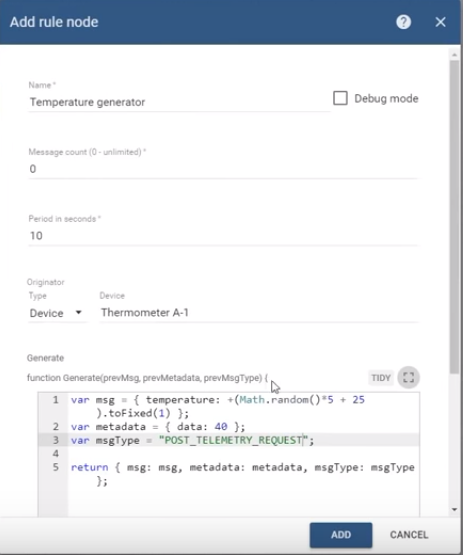 Add rule node
Name *
Temperature generator
Debug mode
Message count (0 - unlimited) *
0
Period in seconds *
10
Originator
Type
Device
Device
Thermometer A-1
Generate
function Generate(prevMsg, prevMetadata, prevMsgType) {
TIDY
1 var msg = { temperature: +(Math.random()*5 + 25
).toFixed(1) };
2 var metadata = { data: 40 };
3 var msgType = "POST_TELEMETRY_REQUEST";
4
5 return { msg: msg, metadata: metadata, msgType: msgType
};
ADD
CANCEL